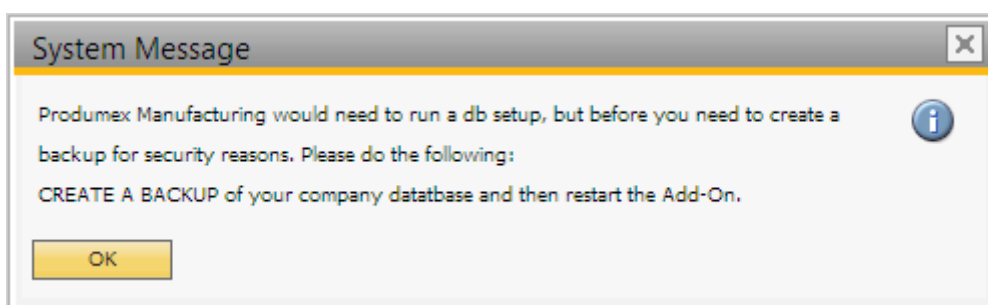 System Message
Produmex Manufacturing would need to run a db setup, but before you need to create a
backup for security reasons. Please do the following:
CREATE A BACKUP of your company datatbase and then restart the Add-On.
OK